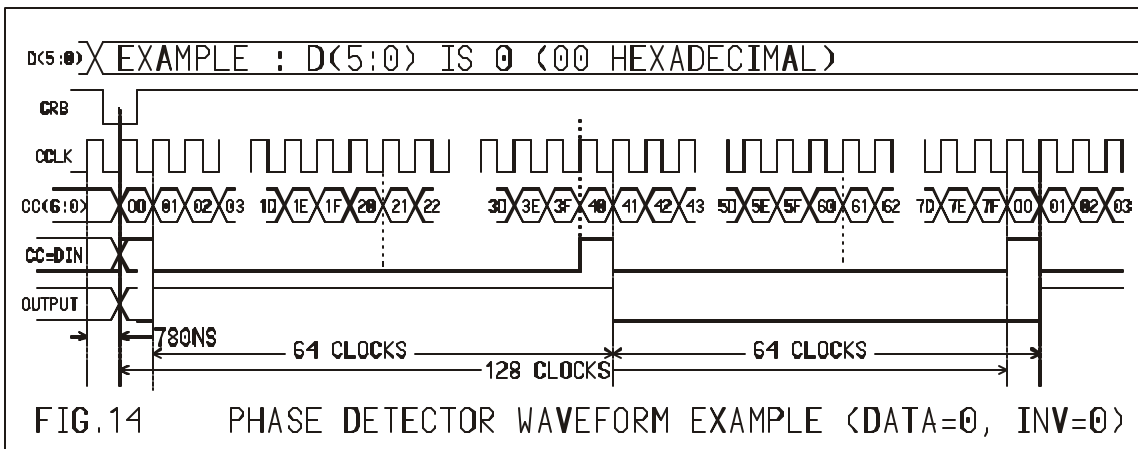 D(5:0) EXAMPLE : D(5:0) IS 0 (00 HEXADECIMAL)
CRB
CCLK
CC(6:0) 00 01 02 03 1D 1E 1F 20 21 22 3D 3E 3F 40 41 42 43 5D 5E 5F 60 61 62 7D 7E 7F 00 01 02 03
CC=DIN
OUTPUT
780NS
64 CLOCKS 64 CLOCKS
128 CLOCKS
FIG.14 PHASE DETECTOR WAVEFORM EXAMPLE (DATA=0, INV=0)